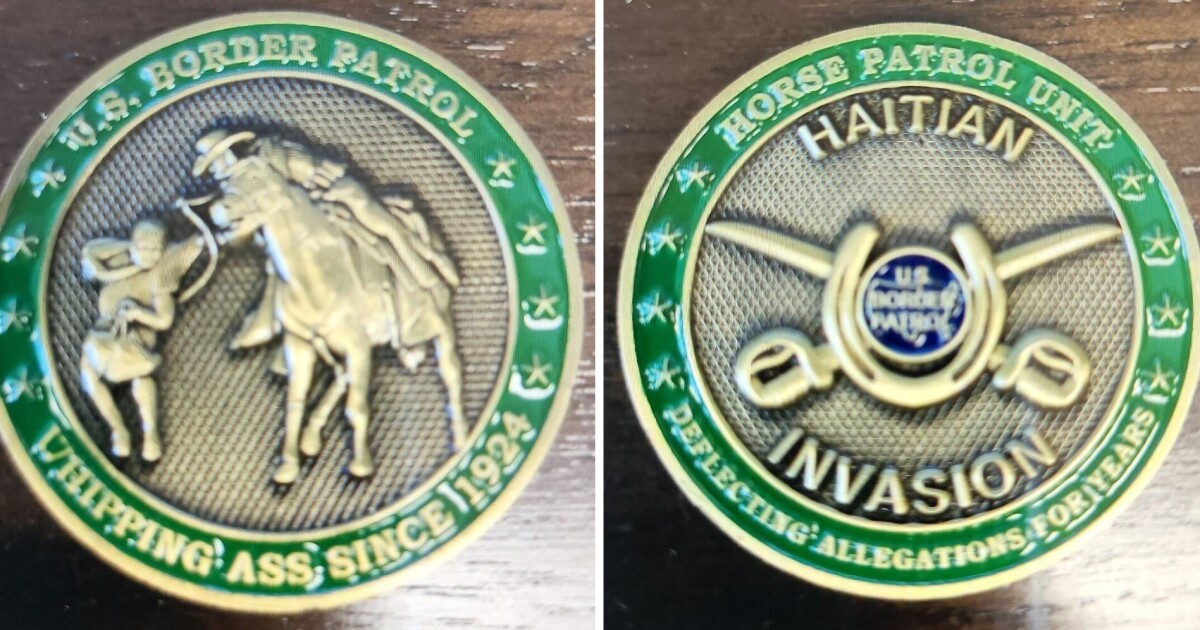 U.S. BORDER PATROL
WHIPPING ASS SINCE 1924
HORSE PATROL UNIT
HAITIAN
U.S.
BORDER
PATROL
INVASION
DEFLECTING ALLEGATIONS FOR YEARS